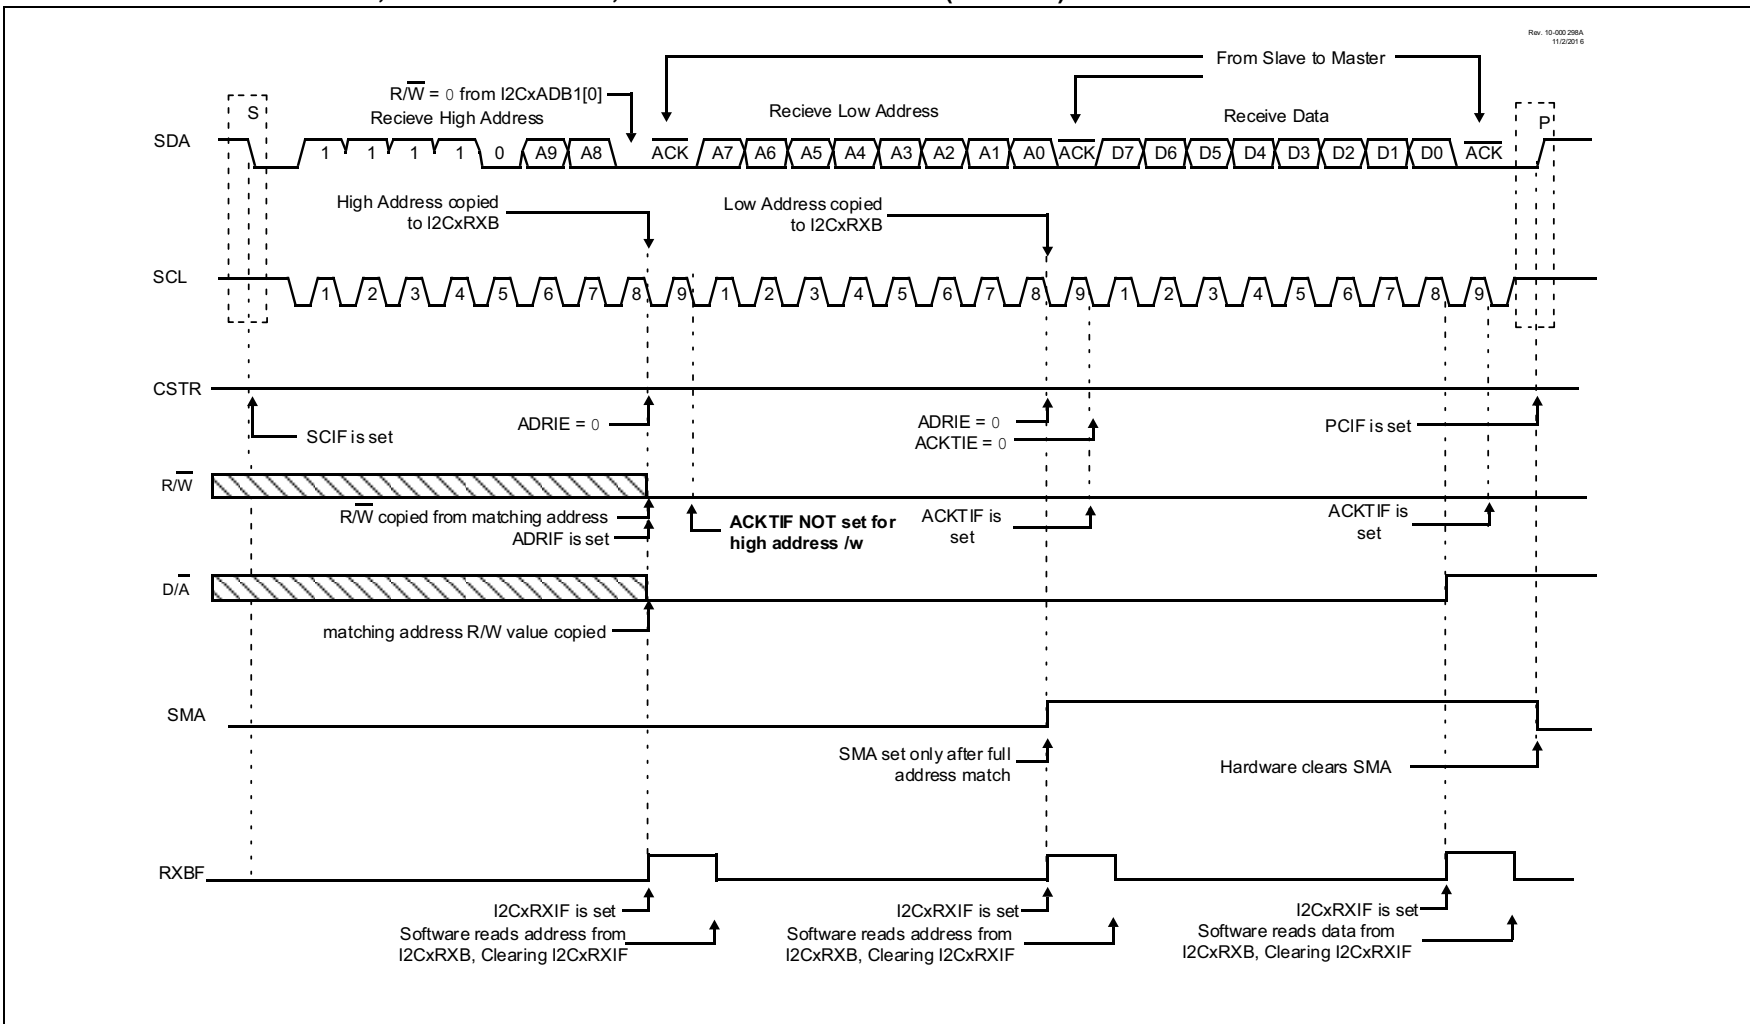 Rev. 10-000 298A
11/2/2016
From Slave to Master
R/W = 0 from I2CxADB1[0]
Recieve High Address
Recieve Low Address
Receive Data
S
P
SDA
1 1 1 1 0 A9 A8 ACK A7 A6 A5 A4 A3 A2 A1 A0 ACK D7 D6 D5 D4 D3 D2 D1 D0 ACK
High Address copied
to I2CxRXB
Low Address copied
to I2CxRXB
SCL
1 2 3 4 5 6 7 8 9 1 2 3 4 5 6 7 8 9 1 2 3 4 5 6 7 8 9
CSTR
SCIF is set
ADRIE = 0
ADRIE = 0
ACKTIE = 0
PCIF is set
R/W
R/W copied from matching address
ADRIF is set
ACKTIF NOT set for
high address /w
ACKTIF is
set
ACKTIF is
set
D/A
matching address R/W value copied
SMA
SMA set only after full
address match
Hardware clears SMA
RXBF
I2CxRXIF is set
Software reads address from
I2CxRXB, Clearing I2CxRXIF
I2CxRXIF is set
Software reads address from
I2CxRXB, Clearing I2CxRXIF
I2CxRXIF is set
Software reads data from
I2CxRXB, Clearing I2CxRXIF